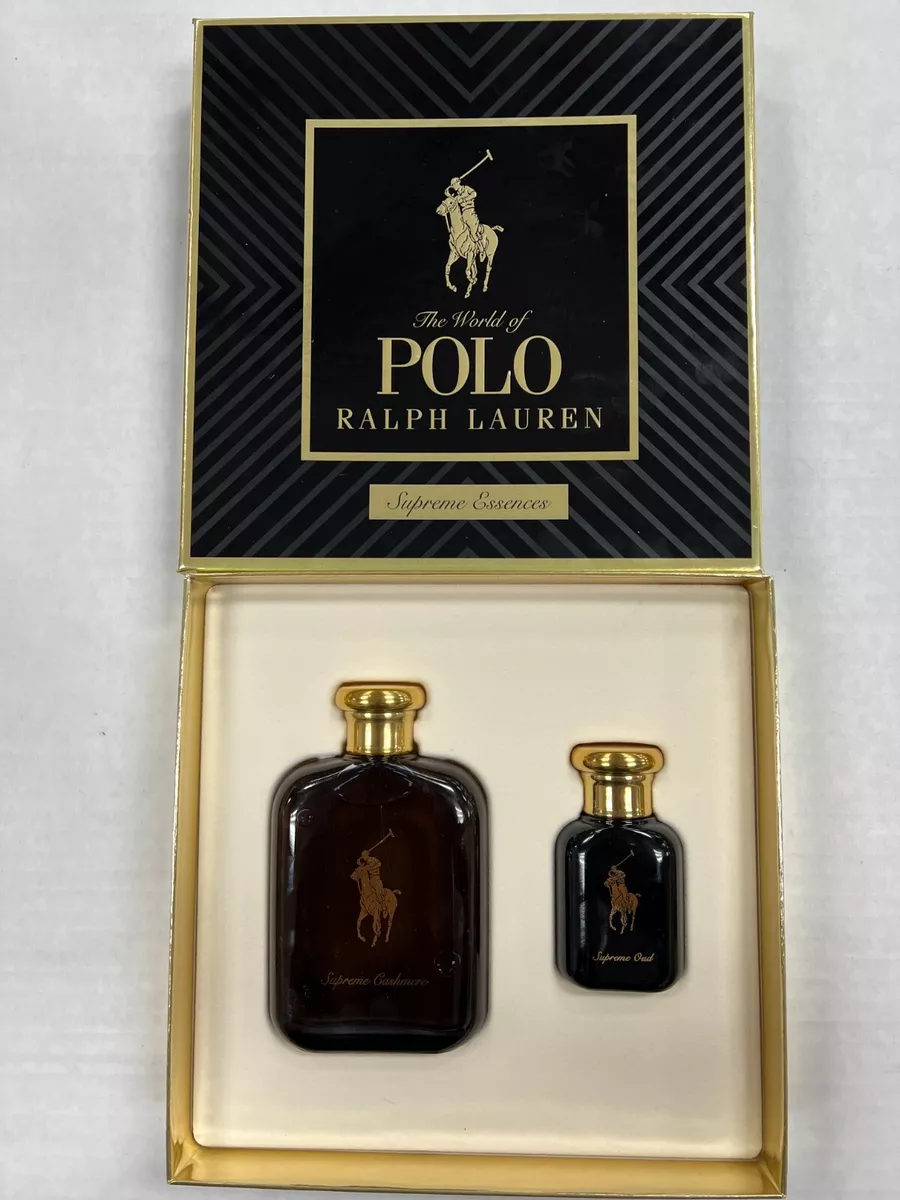 The World of
POLO
RALPH LAUREN
Supreme Essences
Supreme Cashmere
Supreme Oud